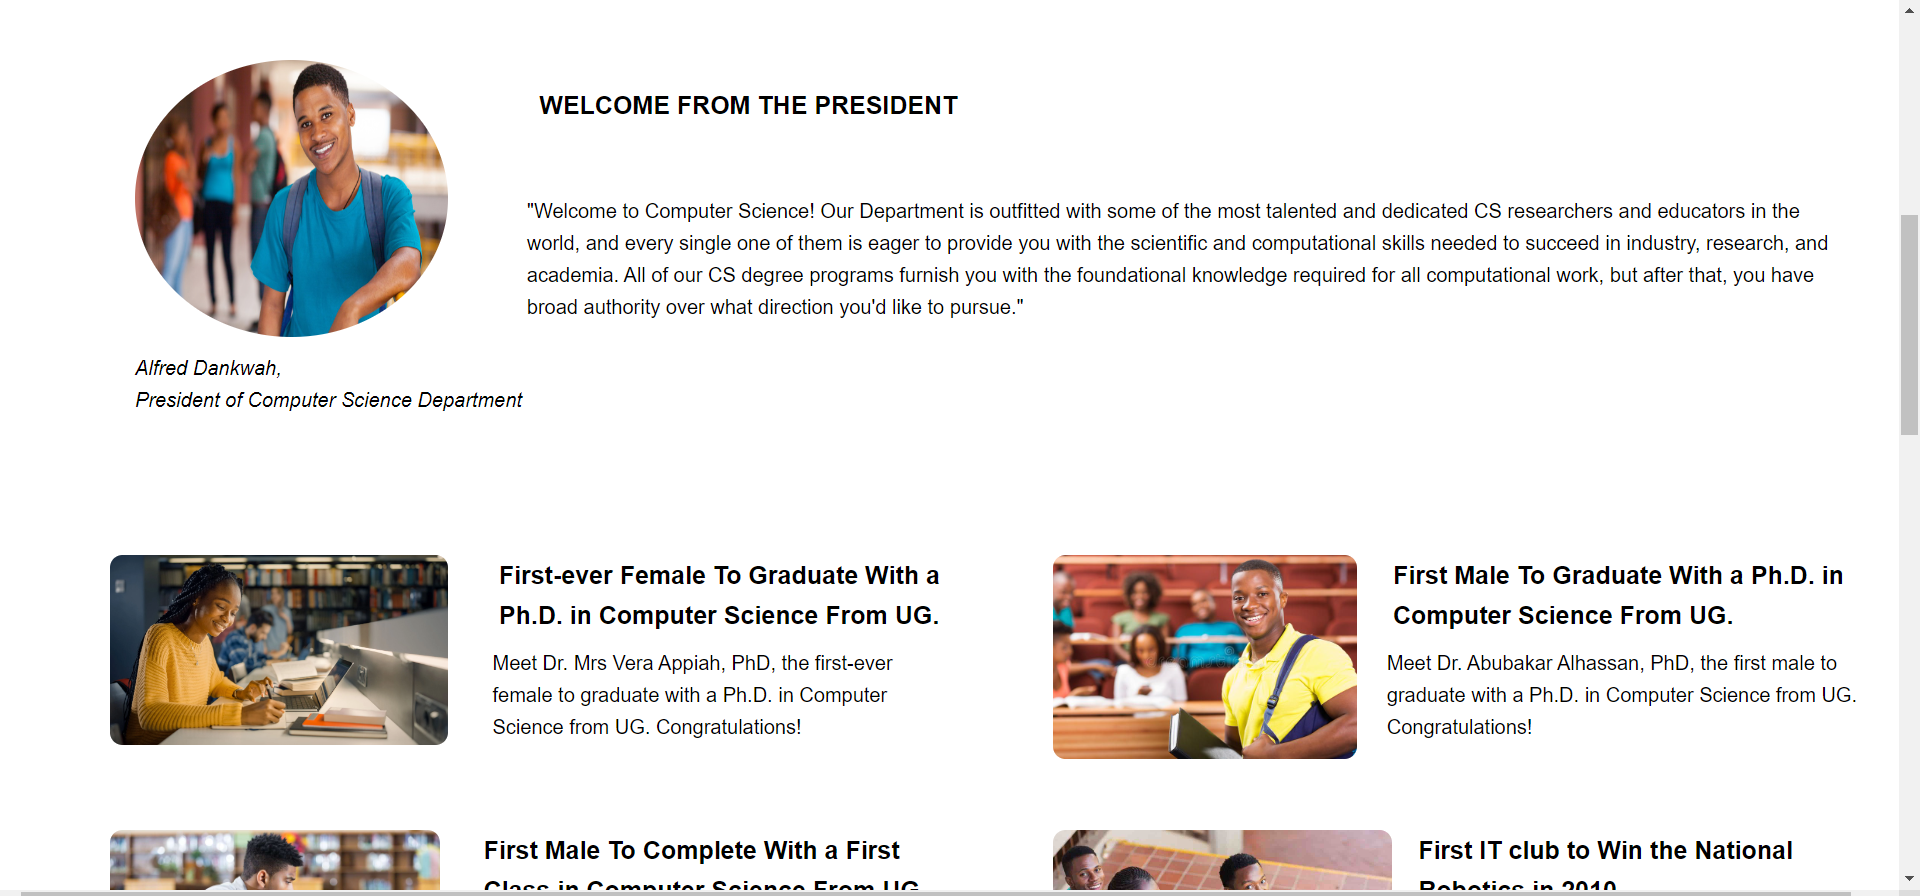 WELCOME FROM THE PRESIDENT
"Welcome to Computer Science! Our Department is outfitted with some of the most talented and dedicated CS researchers and educators in the
world, and every single one of them is eager to provide you with the scientific and computational skills needed to succeed in industry, research, and
academia. All of our CS degree programs furnish you with the foundational knowledge required for all computational work, but after that, you have
broad authority over what direction you'd like to pursue."
Alfred Dankwah,
President of Computer Science Department
First-ever Female To Graduate With a
Ph.D. in Computer Science From UG.
Meet Dr. Mrs Vera Appiah, PhD, the first-ever
female to graduate with a Ph.D. in Computer
Science from UG. Congratulations!
First Male To Graduate With a Ph.D. in
Computer Science From UG.
Meet Dr. Abubakar Alhassan, PhD, the first male to
graduate with a Ph.D. in Computer Science from UG.
Congratulations!
First Male To Complete With a First
Class in Computer Science From UG
First IT club to Win the National
Robotics in 2010